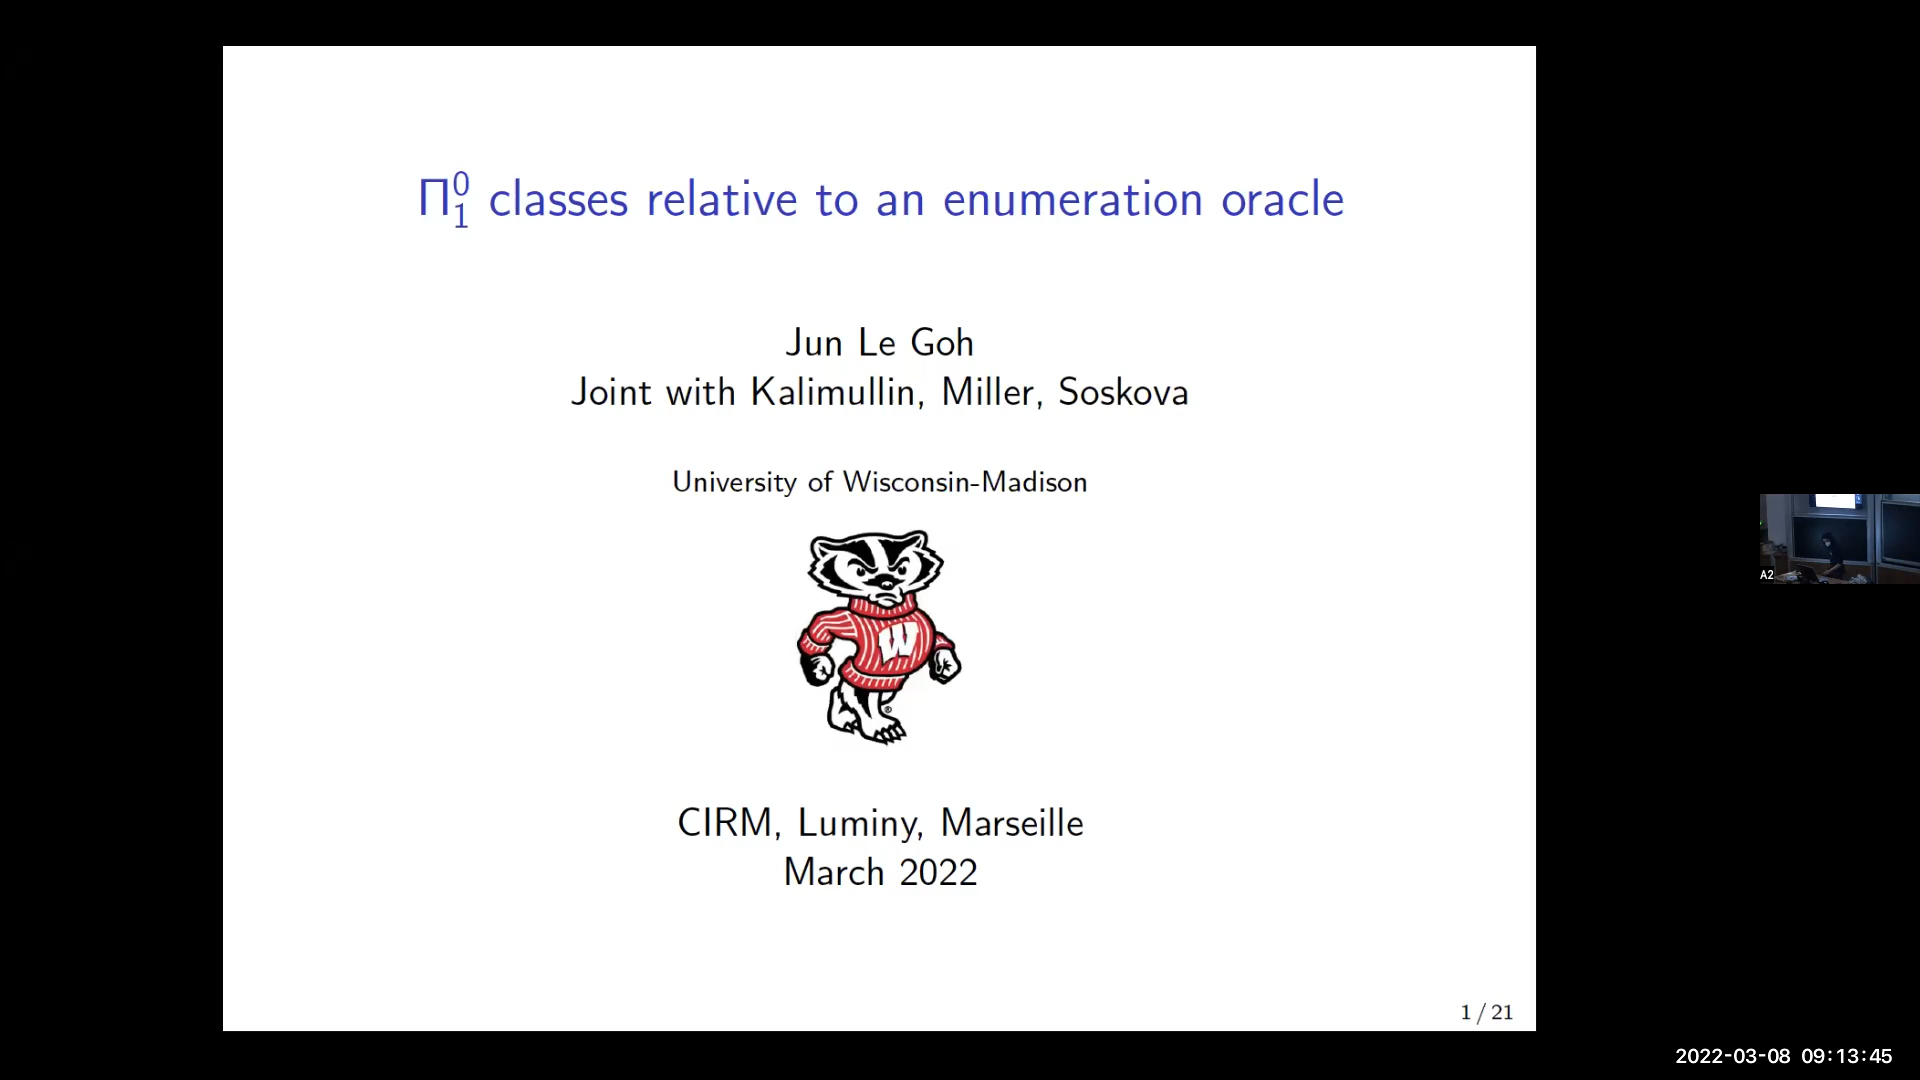 Π⁰₁ classes relative to an enumeration oracle
Jun Le Goh
Joint with Kalimullin, Miller, Soskova
University of Wisconsin-Madison
W
®
CIRM, Luminy, Marseille
March 2022
1 / 21
A2
2022-03-08 09:13:45